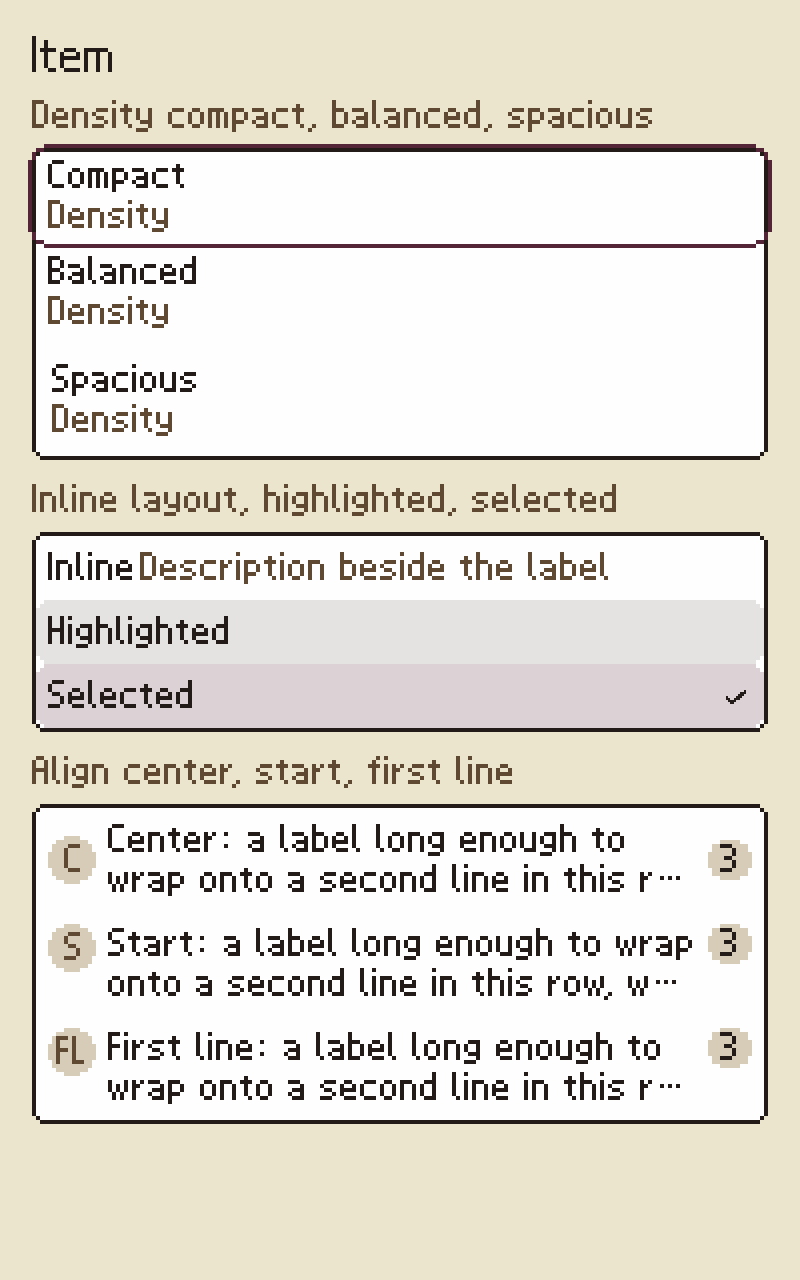 Item
Density compact, balanced, spacious
Compact
Density
Balanced
Density
Spacious
Density
Inline layout, highlighted, selected
Inline Description beside the label
Highlighted
Selected
Align center, start, first line
C Center: a label long enough to 3
wrap onto a second line in this r…
S Start: a label long enough to wrap 3
onto a second line in this row, w…
FL First line: a label long enough to 3
wrap onto a second line in this r…